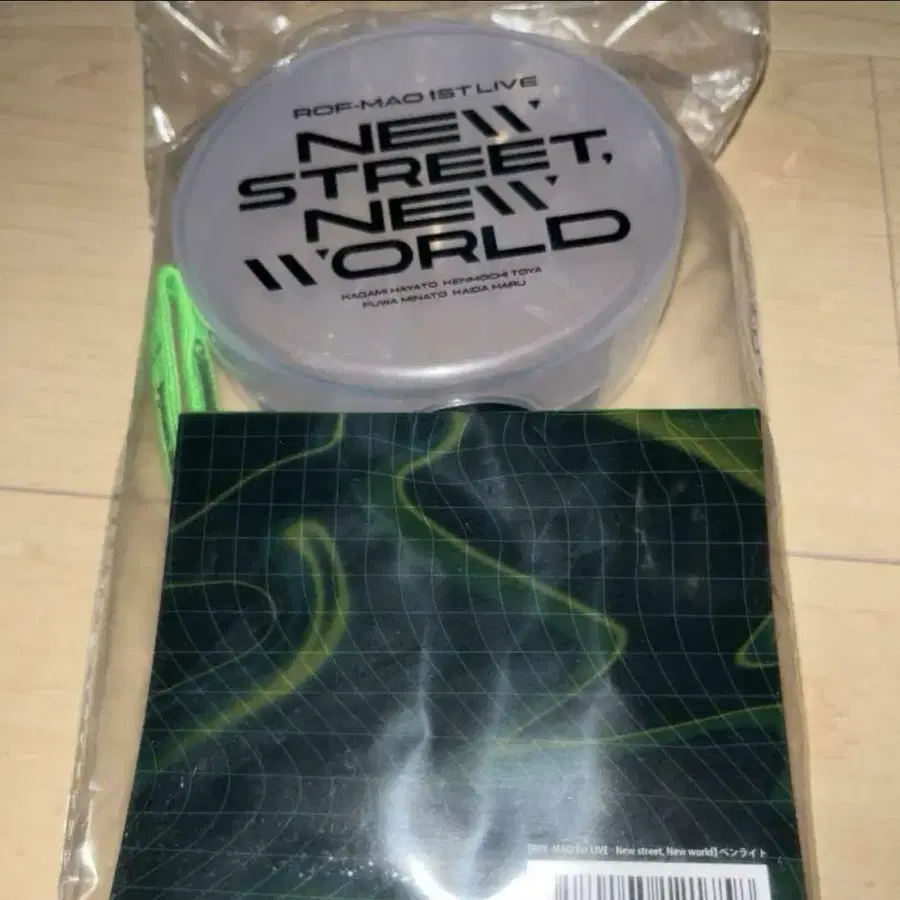 ROF-MAO 1ST LIVE
NEW
STREET,
NEW
WORLD
KAGAMI HAYATO KENMOCHI TOYA
FUWA MINATO KAIDA HARU
[ROF-MAO 1st LIVE - New street, New world]ペンライト